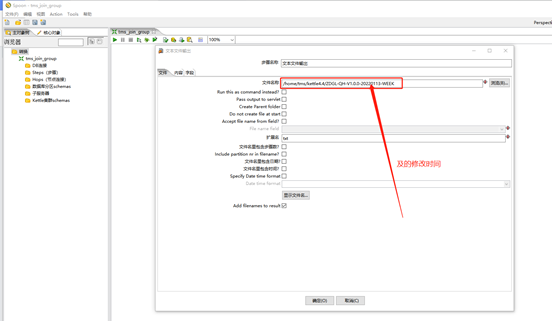 Spoon - tms_join_group
文件(F) 编辑 视图 Action Tools 帮助
Perspecti
主对象树 核心对象
浏览器
转换
tms_join_group
DB连接
Steps (步骤)
Hops (节点连接)
数据库分区schemas
子服务器
Kettle集群schemas
tms_join_group
100%
文本文件输出
步骤名称 文本文件输出
文件 内容 字段
文件名称 /home/tms/kettle4.4/ZDGL-QH-V1.0.0-20220113-WEEK 浏览(B)...
Run this as command instead?
Pass output to servlet
Create Parent folder
Do not create file at start
Accept file name from field?
File name field
扩展名 txt
文件名里包含步骤数?
Include partition nr in filename?
文件名里包含日期?
文件名里包含时间?
Specify Date time format
Date time format
显示文件名...
Add filenames to result
及的修改时间
确定(O) 取消(C)